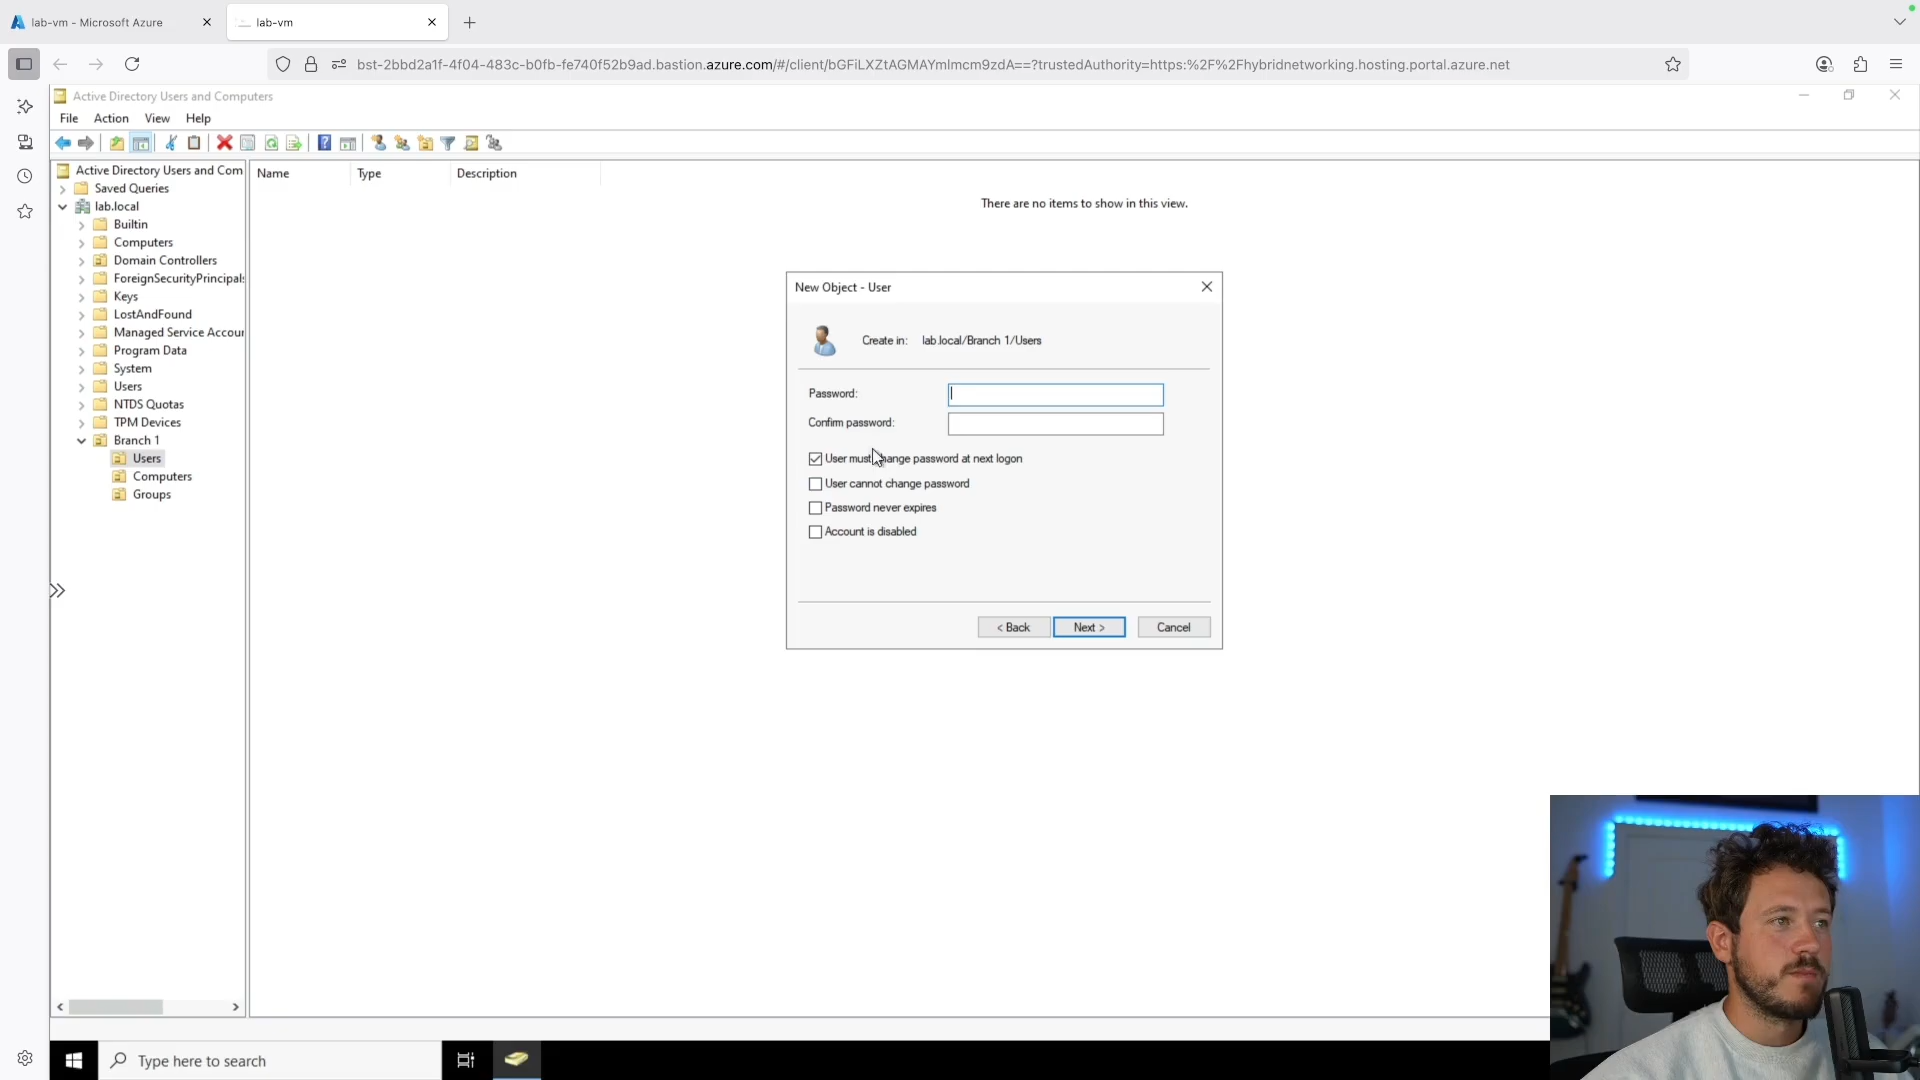 lab-vm - Microsoft Azure
lab-vm
bst-2bbd2a1f-4f04-483c-b0fb-fe740f52b9ad.bastion.azure.com/#/client/bGFiLXZtAGMAYmlmcm9zdA==?trustedAuthority=https:%2F%2Fhybridnetworking.hosting.portal.azure.net
Active Directory Users and Computers
File Action View Help
Active Directory Users and Com
Saved Queries
lab.local
Builtin
Computers
Domain Controllers
ForeignSecurityPrincipals
Keys
LostAndFound
Managed Service Accour
Program Data
System
Users
NTDS Quotas
TPM Devices
Branch 1
Users
Computers
Groups
Name Type Description
There are no items to show in this view.
New Object - User
Create in: lab.local/Branch 1/Users
Password:
Confirm password:
User must change password at next logon
User cannot change password
Password never expires
Account is disabled
< Back Next > Cancel
Type here to search